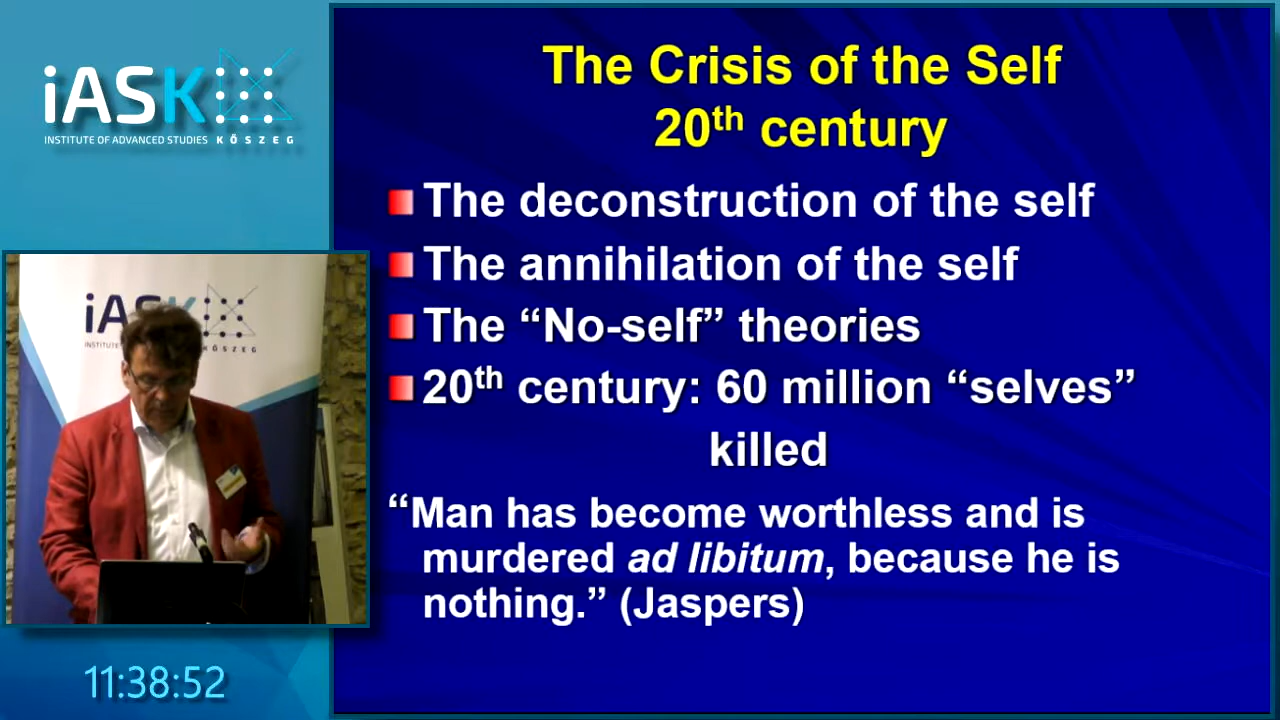 iASK
INSTITUTE OF ADVANCED STUDIES KŐSZEG
The Crisis of the Self
20th century
The deconstruction of the self
The annihilation of the self
The “No-self” theories
20th century: 60 million “selves”
killed
“Man has become worthless and is
murdered ad libitum, because he is
nothing.” (Jaspers)
iASK
KŐSZEG
11:38:52